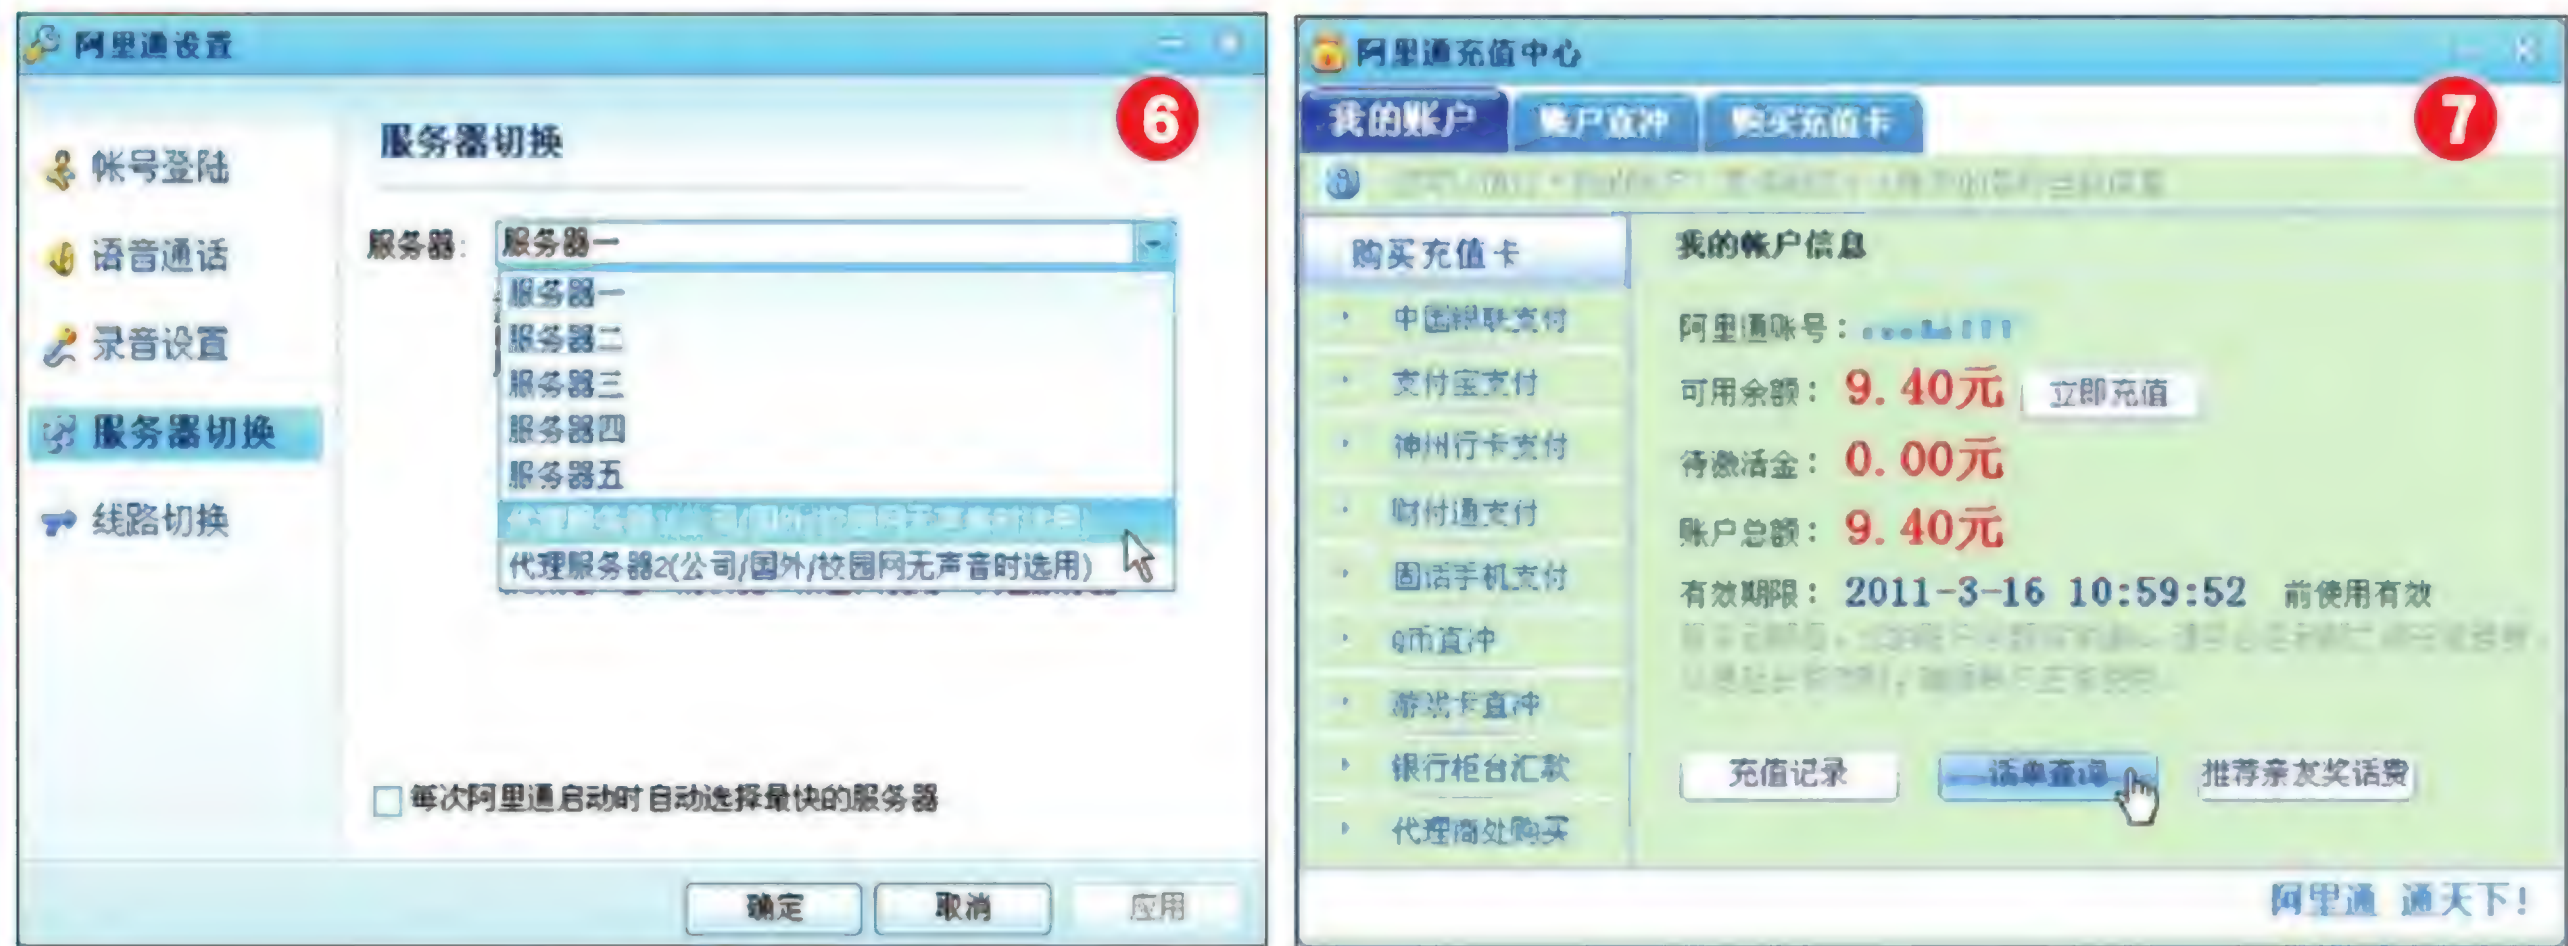 阿里通设置
6
帐号登陆
语音通话
录音设置
服务器切换
线路切换
服务器切换
服务器: 服务器一
服务器一
服务器二
服务器三
服务器四
服务器五
代理服务器2(公司/国外/校园网无声音时选用)
每次阿里通启动时自动选择最快的服务器
确定 取消 应用
阿里通充值中心
7
我的账户 账户直冲 购买充值卡
购买充值卡
中国银联支付
支付宝支付
神州行卡支付
财付通支付
固话手机支付
Q币直冲
游戏卡直冲
银行柜台汇款
代理商处购买
我的帐户信息
阿里通账号:
可用余额: 9.40元 立即充值
待激活金: 0.00元
账户总额: 9.40元
有效期限: 2011-3-16 10:59:52 前使用有效
充值记录 话单查询 推荐亲友奖话费
阿里通 通天下!